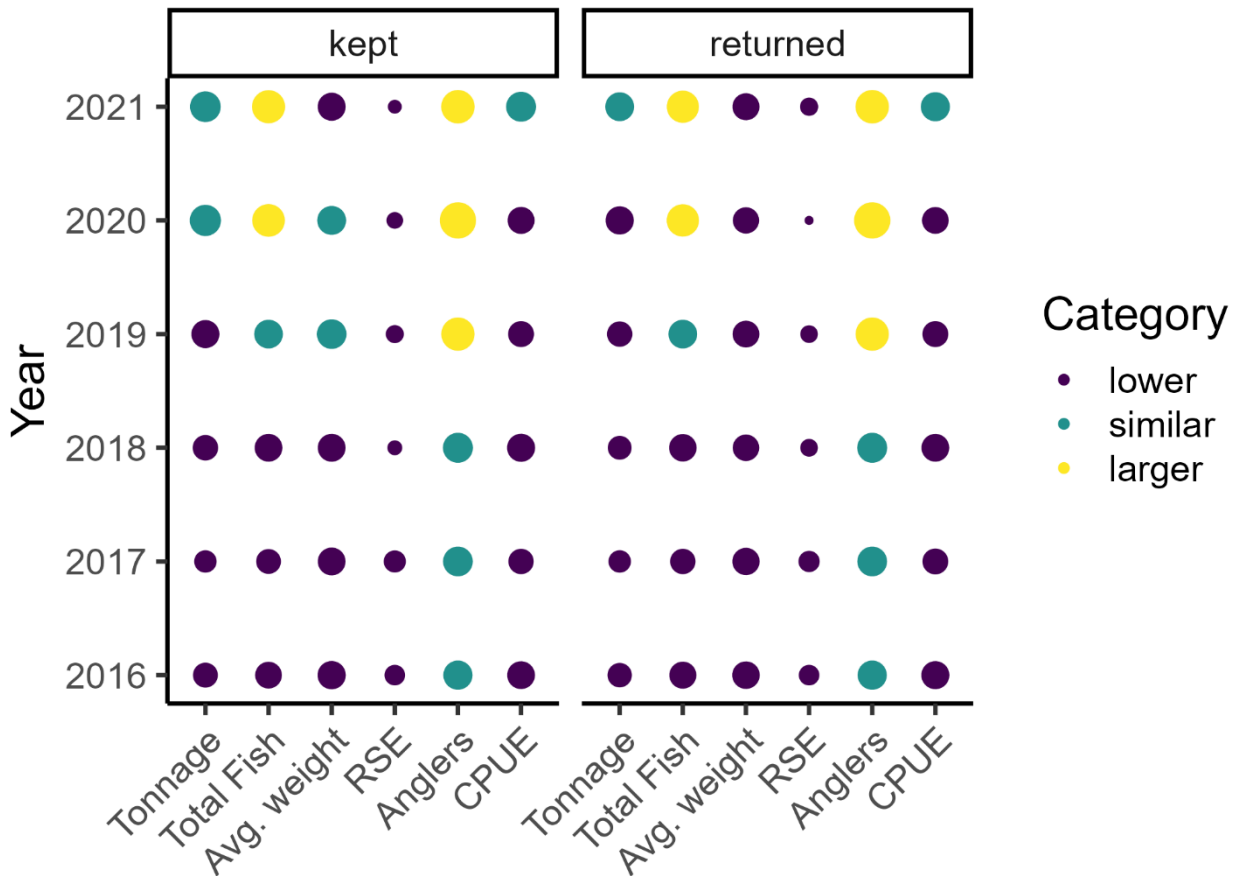 kept
returned
Year
2021
2020
2019
2018
2017
2016
Tonnage
Total Fish
Avg. weight
RSE
Anglers
CPUE
Tonnage
Total Fish
Avg. weight
RSE
Anglers
CPUE
Category
lower
similar
larger